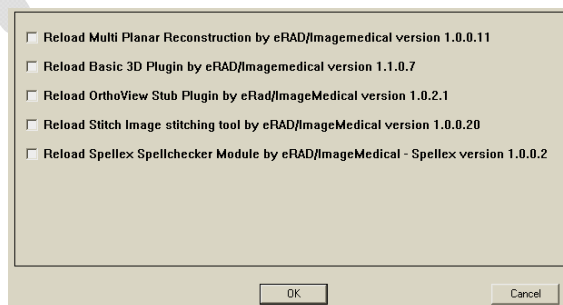 Reload Multi Planar Reconstruction by eRAD/Imagemedical version 1.0.0.11
Reload Basic 3D Plugin by eRAD/Imagemedical version 1.1.0.7
Reload OrthoView Stub Plugin by eRad/ImageMedical version 1.0.2.1
Reload Stitch Image stitching tool by eRAD/ImageMedical version 1.0.0.20
Reload Spellex Spellchecker Module by eRAD/ImageMedical - Spellex version 1.0.0.2
OK
Cancel